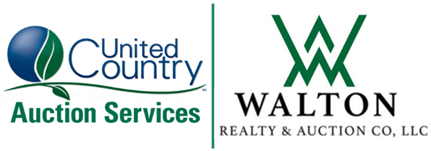 United
Country
Auction Services
WALTON
REALTY & AUCTION CO, LLC